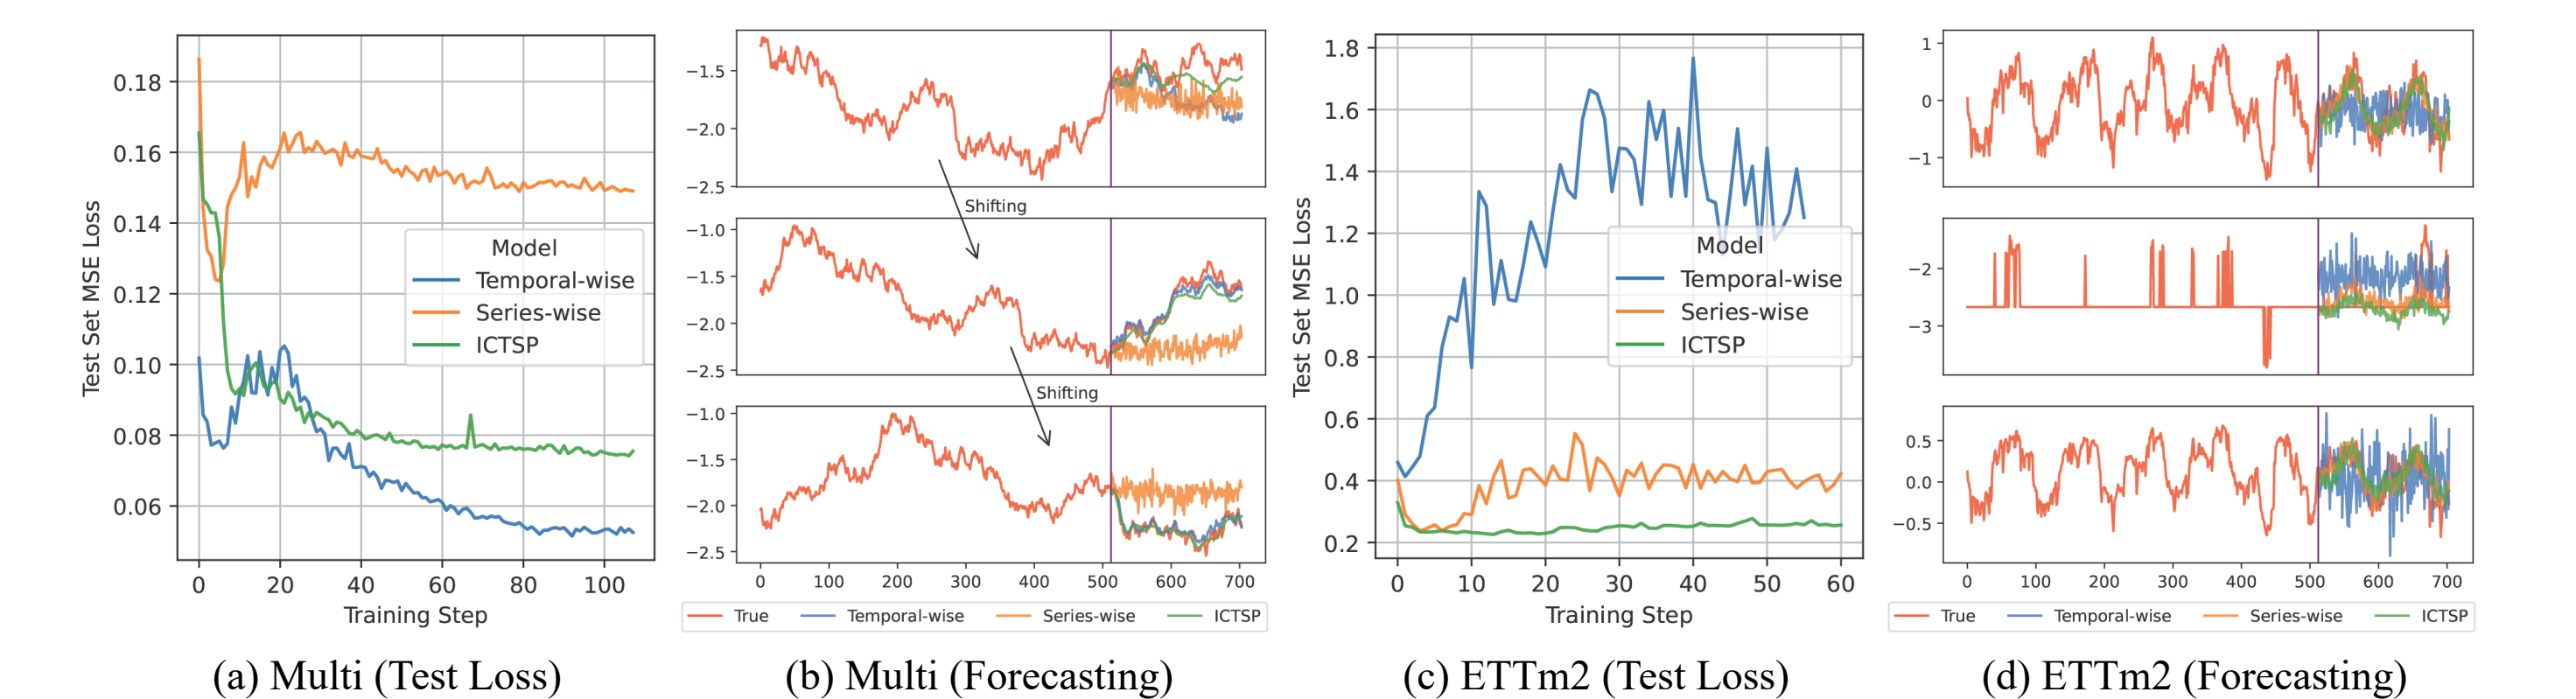 0.18
0.16
0.14
0.12
0.10
0.08
0.06
Test Set MSE Loss
0 20 40 60 80 100
Training Step
Model
Temporal-wise
Series-wise
ICTSP
(a) Multi (Test Loss)
−1.5
−2.0
−2.5
Shifting
−1.0
−1.5
−2.0
−2.5
Shifting
−1.0
−1.5
−2.0
−2.5
0 100 200 300 400 500 600 700
True Temporal-wise Series-wise ICTSP
(b) Multi (Forecasting)
1.8
1.6
1.4
1.2
1.0
0.8
0.6
0.4
0.2
Test Set MSE Loss
0 10 20 30 40 50 60
Training Step
Model
Temporal-wise
Series-wise
ICTSP
(c) ETTm2 (Test Loss)
1
0
−1
−2
−3
0.5
0.0
−0.5
0 100 200 300 400 500 600 700
True Temporal-wise Series-wise ICTSP
(d) ETTm2 (Forecasting)